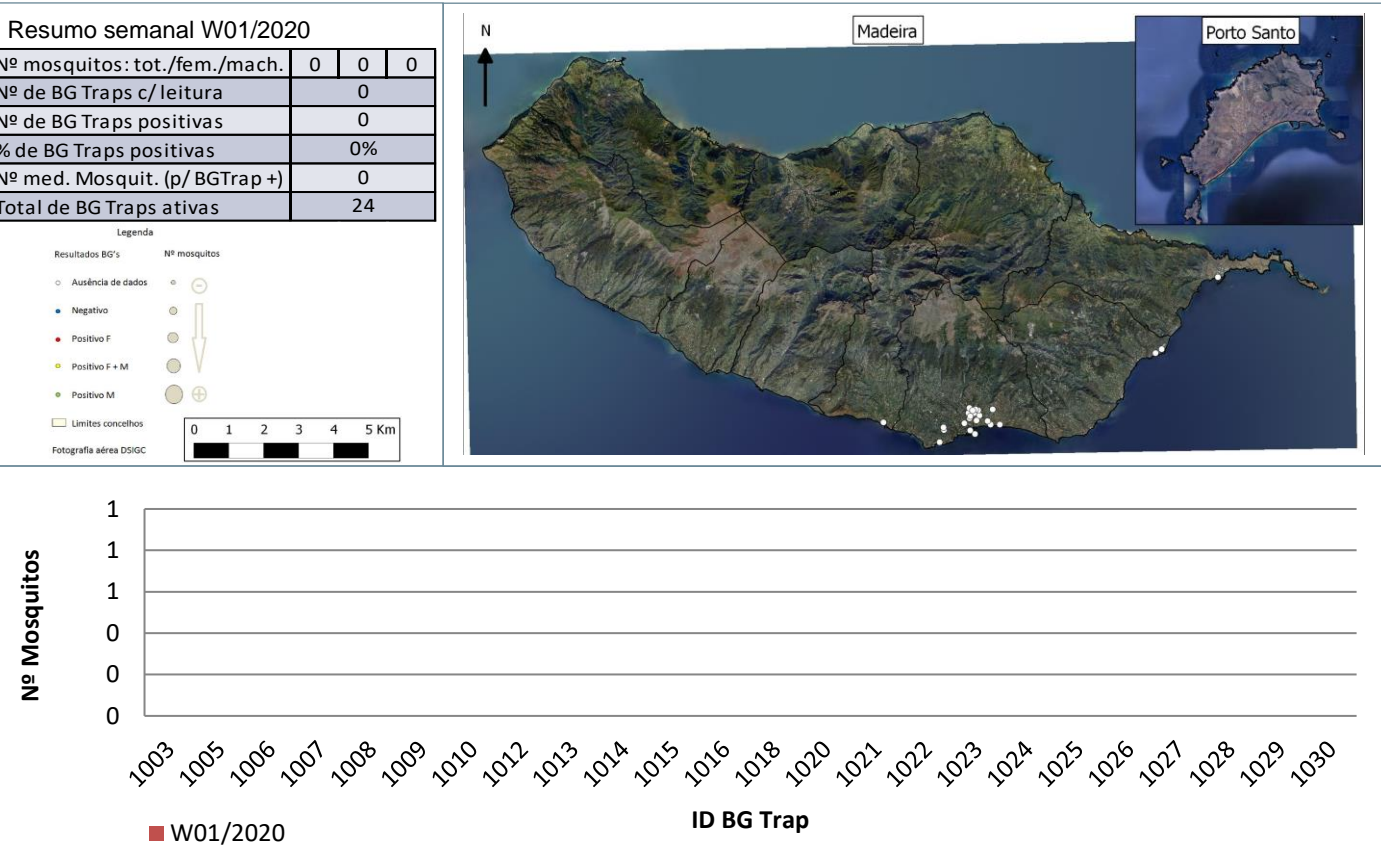 Resumo semanal W01/2020
Nº mosquitos: tot./fem./mach. 0 0 0
Nº de BG Traps c/ leitura 0
Nº de BG Traps positivas 0
% de BG Traps positivas 0%
Nº med. Mosquit. (p/ BGTrap +) 0
Total de BG Traps ativas 24
Legenda
Resultados BG's Nº mosquitos
Ausência de dados
Negativo
Positivo F
Positivo F + M
Positivo M
Limites concelhos
Fotografia aérea DSIGC
0 1 2 3 4 5 Km
N
Madeira
Porto Santo
Nº Mosquitos
1
1
1
0
0
0
1003 1005 1006 1007 1008 1009 1010 1012 1013 1014 1015 1016 1018 1020 1021 1022 1023 1024 1025 1026 1027 1028 1029 1030
ID BG Trap
W01/2020